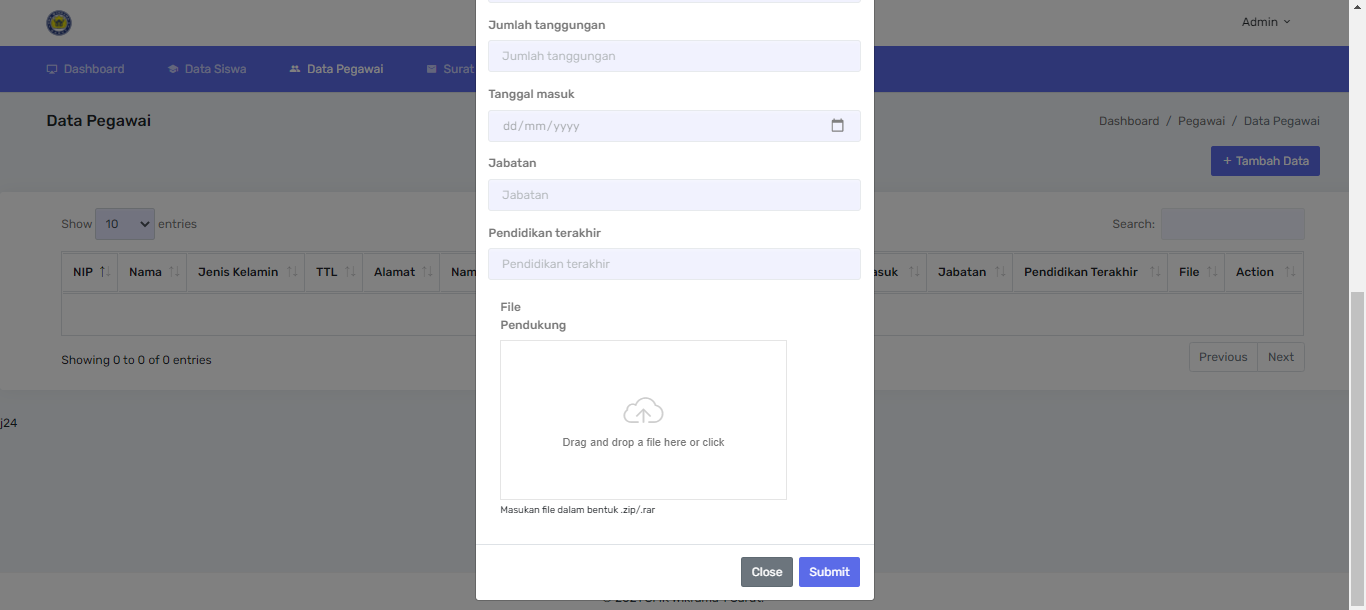 Admin
Dashboard
Data Siswa
Data Pegawai
Surat
Data Pegawai
Dashboard / Pegawai / Data Pegawai
+ Tambah Data
Show 10 entries
Search:
NIP Nama Jenis Kelamin TTL Alamat Nam
asuk Jabatan Pendidikan Terakhir File Action
Showing 0 to 0 of 0 entries
Previous Next
j24
Jumlah tanggungan
Jumlah tanggungan
Tanggal masuk
dd/mm/yyyy
Jabatan
Jabatan
Pendidikan terakhir
Pendidikan terakhir
File
Pendukung
Drag and drop a file here or click
Masukan file dalam bentuk .zip/.rar
Close Submit